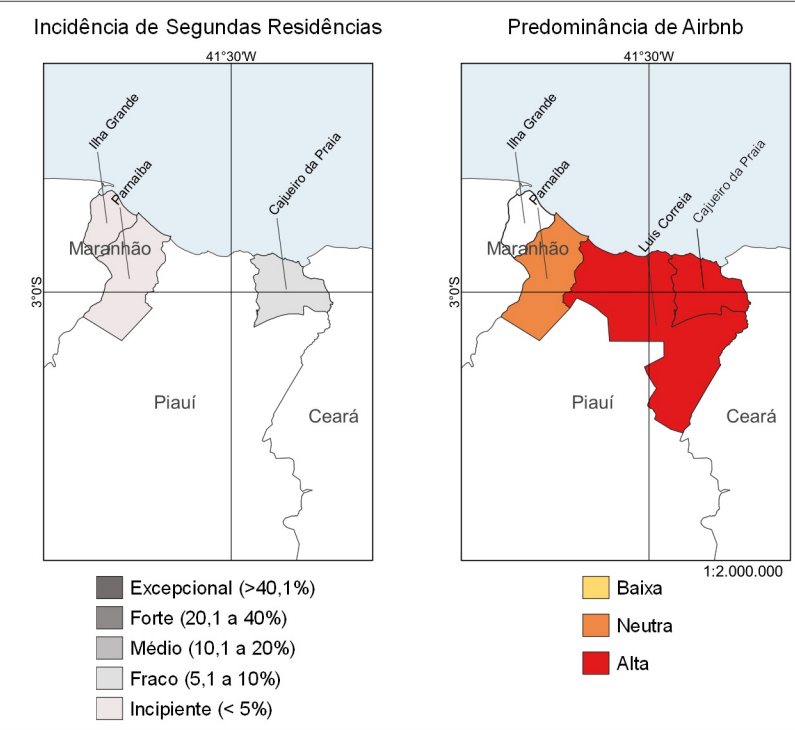 Incidência de Segundas Residências
41°30'W
Ilha Grande
Parnaíba
Cajueiro da Praia
Maranhão
3°0'S
Piauí
Ceará
Excepcional (>40,1%)
Forte (20,1 a 40%)
Médio (10,1 a 20%)
Fraco (5,1 a 10%)
Incipiente (< 5%)
Predominância de Airbnb
41°30'W
Ilha Grande
Parnaíba
Luís Correia
Cajueiro da Praia
Maranhão
3°0'S
Piauí
Ceará
1:2.000.000
Baixa
Neutra
Alta